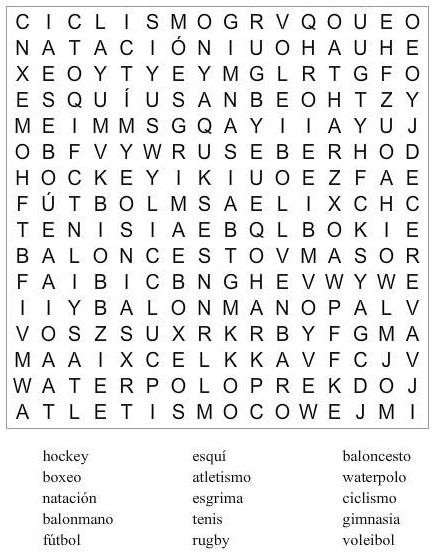 C I C L I S M O G R V Q O U E O
N A T A C I Ó N I U O H A U H E
X E O Y T Y E Y M G L R T G F O
E S Q U Í U S A N B E O H T Z Y
M E I M M S G Q A Y I I A Y U J
O B F V Y W R U S E B E R H O D
H O C K E Y I K I U O E Z F A E
F Ú T B O L M S A E L I X C H C
T E N I S I A E B Q L B O K I E
B A L O N C E S T O V M A S O R
F A I B I C B N G H E V W Y W E
I I Y B A L O N M A N O P A L V
V O S Z S U X R K R B Y F G M A
M A A I X C E L K K A V F C J V
W A T E R P O L O P R E K D O J
A T L E T I S M O C O W E J M I
hockey esquí baloncesto
boxeo atletismo waterpolo
natación esgrima ciclismo
balonmano tenis gimnasia
fútbol rugby voleibol